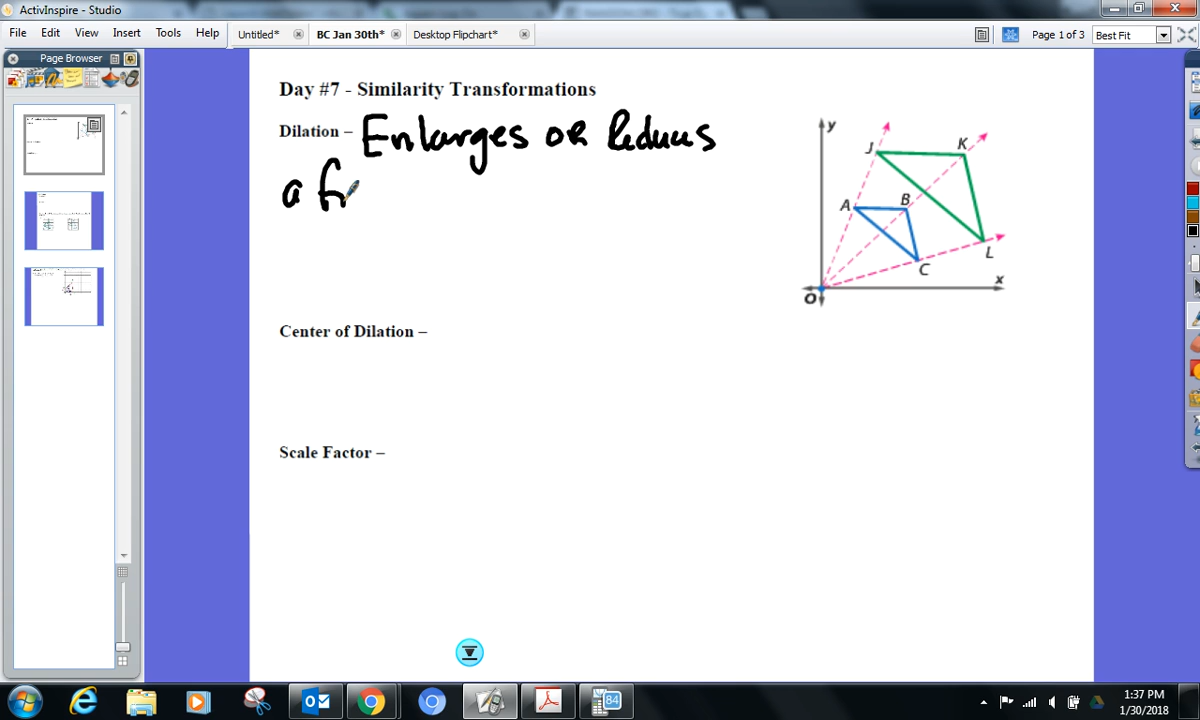 ActivInspire - Studio
File Edit View Insert Tools Help
Untitled* BC Jan 30th* Desktop Flipchart*
Page 1 of 3 Best Fit
Page Browser
Day #7 - Similarity Transformations
Dilation – Enlarges or Reduces
a fi
y
J
K
A
B
L
C
x
O
Center of Dilation –
Scale Factor –
84
1:37 PM
1/30/2018